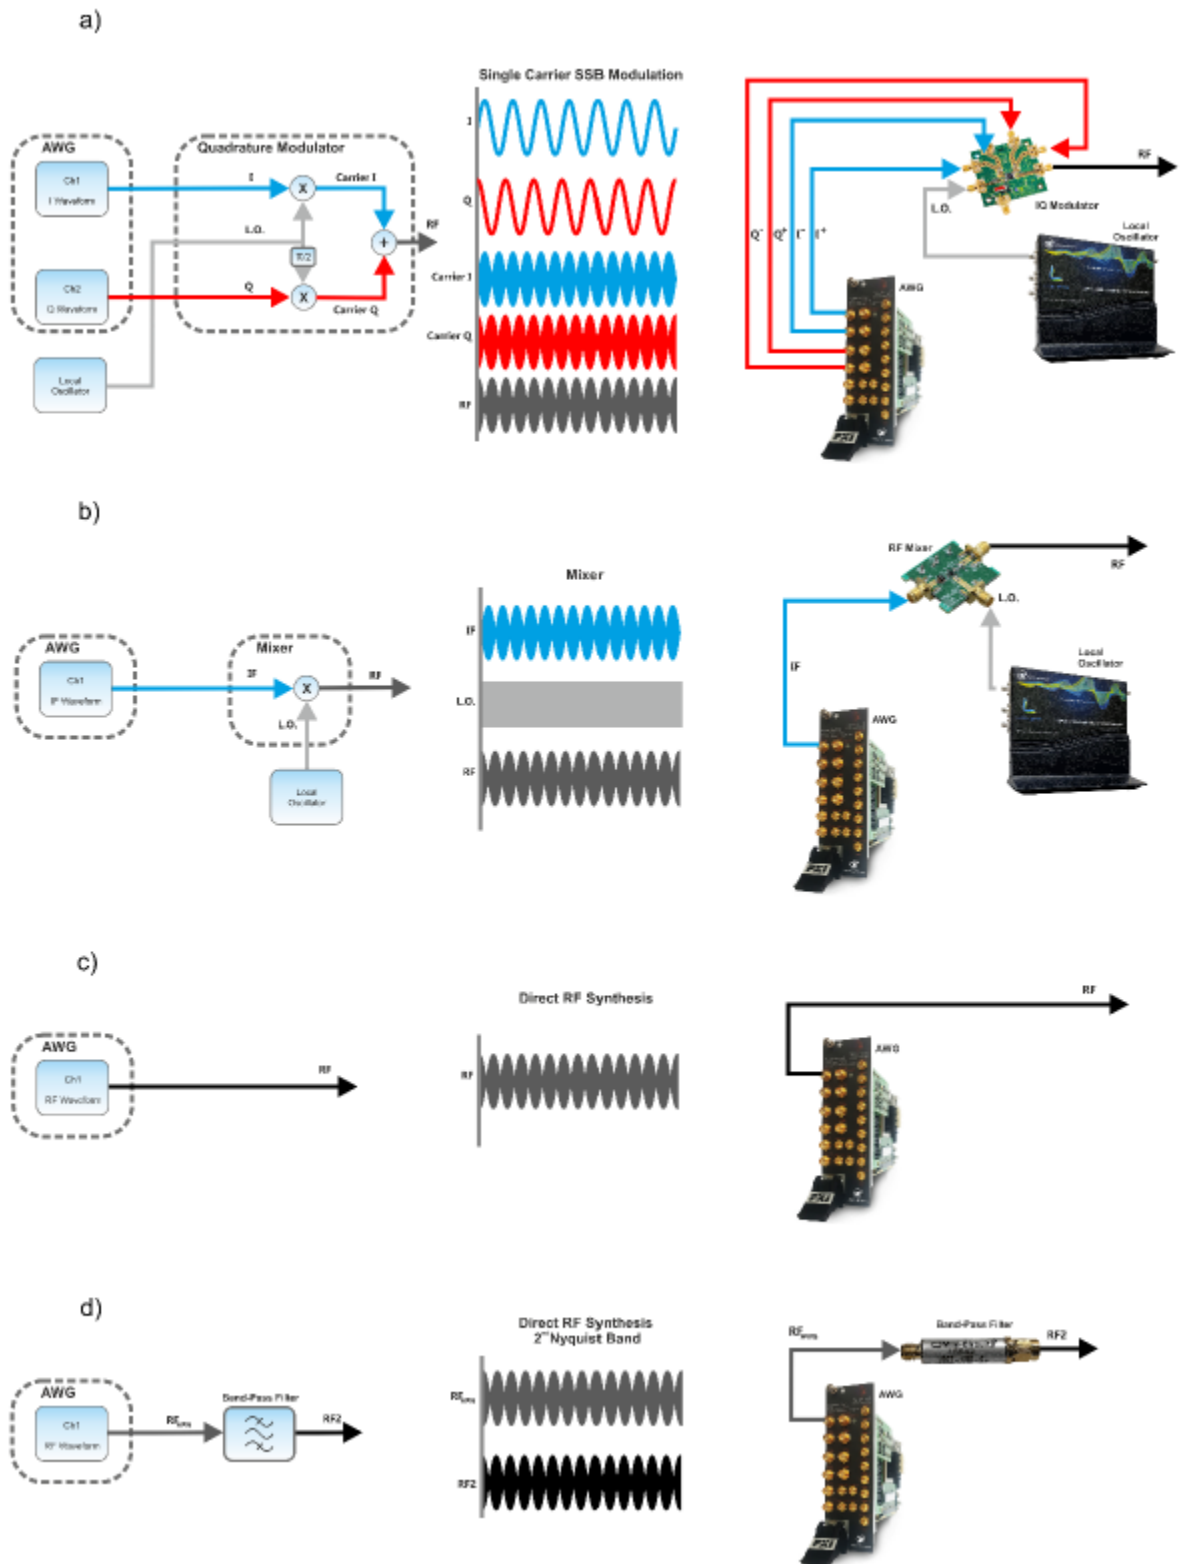 a)
Single Carrier SSB Modulation
AWG
Ch1
I Waveform
Ch2
Q Waveform
Local
Oscillator
Quadrature Modulator
I
Carrier I
X
L.O.
π/2
+
RF
Q
X
Carrier Q
I
Q
Carrier I
Carrier Q
RF
RF
IQ Modulator
L.O.
Local
Oscillator
Q-
Q+
I-
I+
AWG
b)
AWG
Ch1
IF Waveform
Mixer
IF
X
RF
L.O.
Local
Oscillator
Mixer
IF
L.O.
RF
RF Mixer
RF
L.O.
IF
Local
Oscillator
AWG
c)
AWG
Ch1
RF Waveform
RF
Direct RF Synthesis
RF
RF
AWG
d)
AWG
Ch1
RF Waveform
Band-Pass Filter
RF2
Direct RF Synthesis
Nyquist Band
RF2
Band-Pass Filter
RF2
AWG